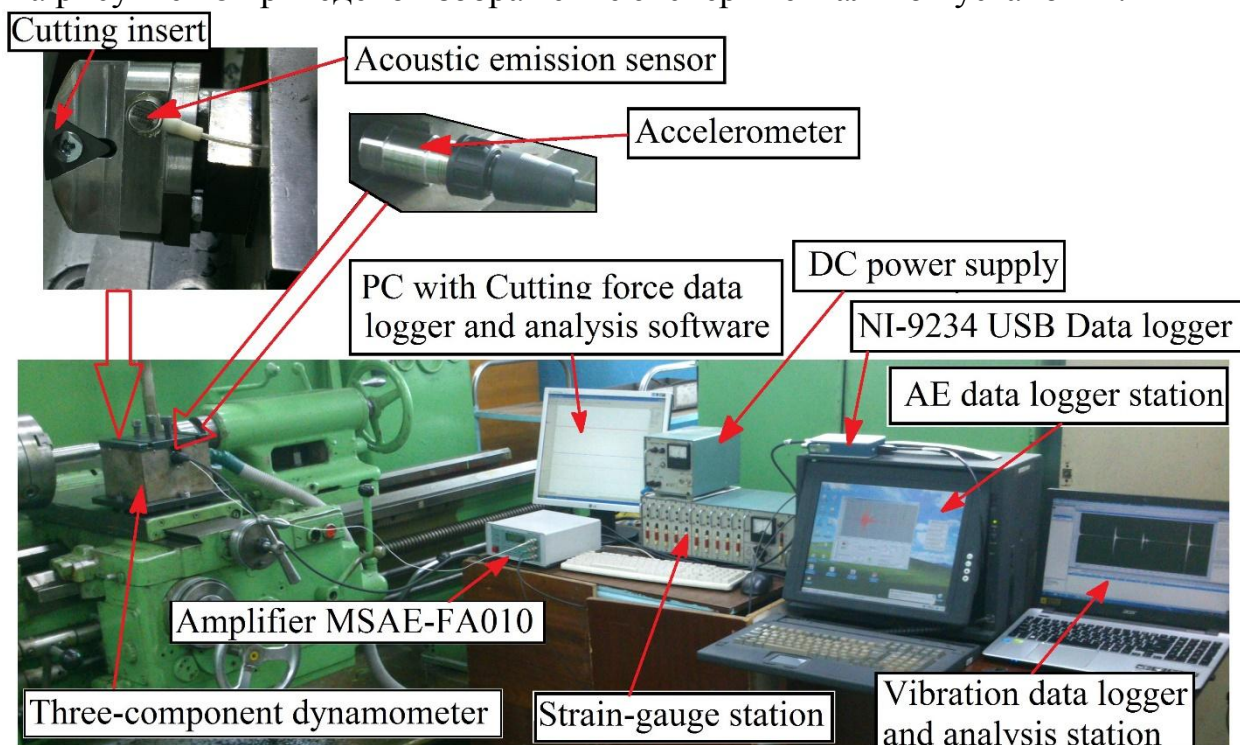 Cutting insert
Acoustic emission sensor
Accelerometer
PC with Cutting force data
logger and analysis software
DC power supply
NI-9234 USB Data logger
AE data logger station
Amplifier MSAE-FA010
Three-component dynamometer
Strain-gauge station
Vibration data logger
and analysis station